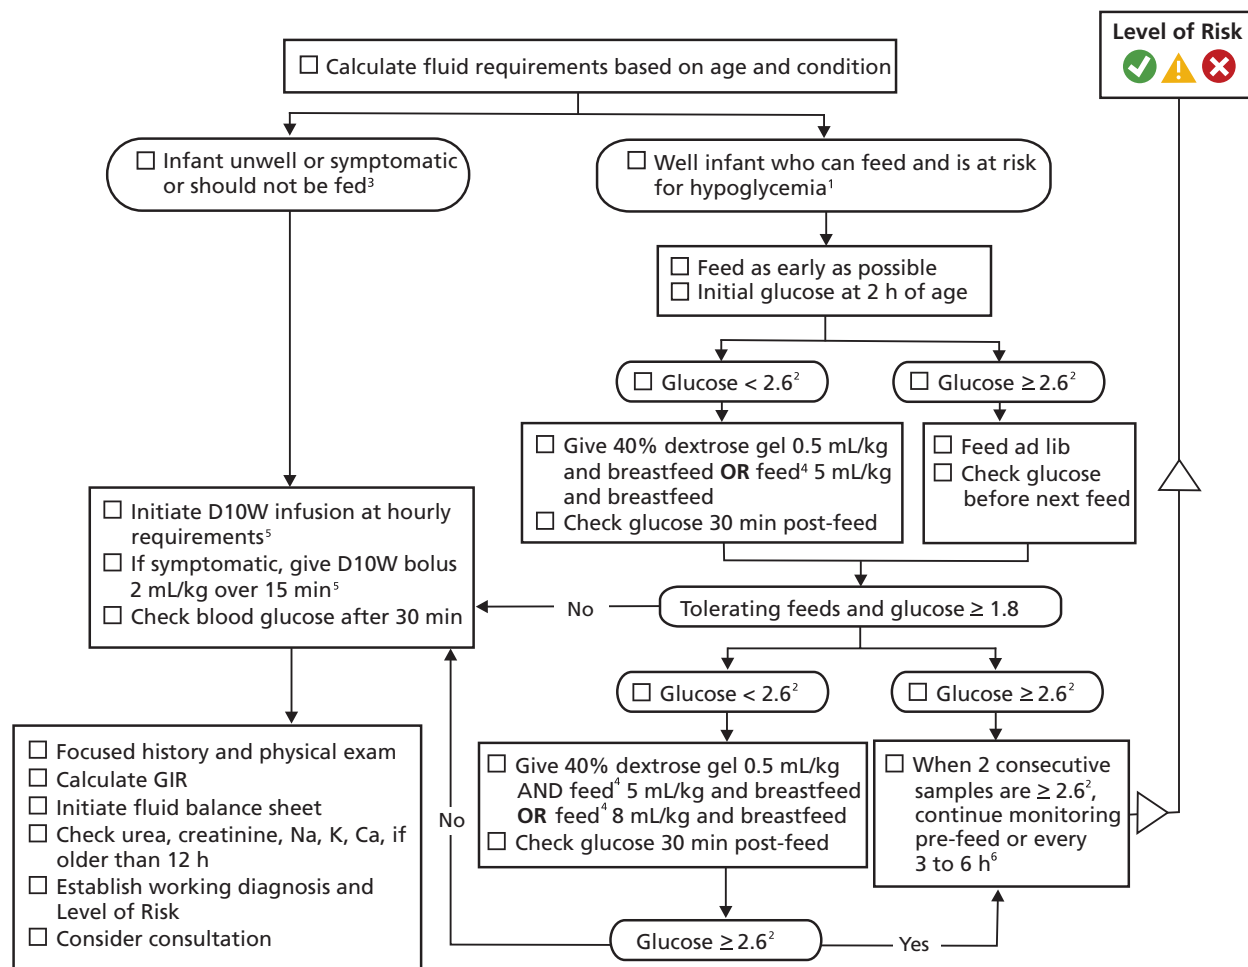 Level of Risk
☐ Calculate fluid requirements based on age and condition
☐ Infant unwell or symptomatic
or should not be fed³
☐ Well infant who can feed and is at risk
for hypoglycemia¹
☐ Feed as early as possible
☐ Initial glucose at 2 h of age
☐ Glucose < 2.6²
☐ Glucose ≥ 2.6²
☐ Give 40% dextrose gel 0.5 mL/kg
and breastfeed OR feed⁴ 5 mL/kg
and breastfeed
☐ Check glucose 30 min post-feed
☐ Feed ad lib
☐ Check glucose
before next feed
☐ Initiate D10W infusion at hourly
requirements⁵
☐ If symptomatic, give D10W bolus
2 mL/kg over 15 min⁵
☐ Check blood glucose after 30 min
No
Tolerating feeds and glucose ≥ 1.8
☐ Glucose < 2.6²
☐ Glucose ≥ 2.6²
☐ Focused history and physical exam
☐ Calculate GIR
☐ Initiate fluid balance sheet
☐ Check urea, creatinine, Na, K, Ca, if
older than 12 h
☐ Establish working diagnosis and
Level of Risk
☐ Consider consultation
No
☐ Give 40% dextrose gel 0.5 mL/kg
AND feed⁴ 5 mL/kg and breastfeed
OR feed⁴ 8 mL/kg and breastfeed
☐ Check glucose 30 min post-feed
☐ When 2 consecutive
samples are ≥ 2.6²,
continue monitoring
pre-feed or every
3 to 6 h⁶
Glucose ≥ 2.6²
Yes